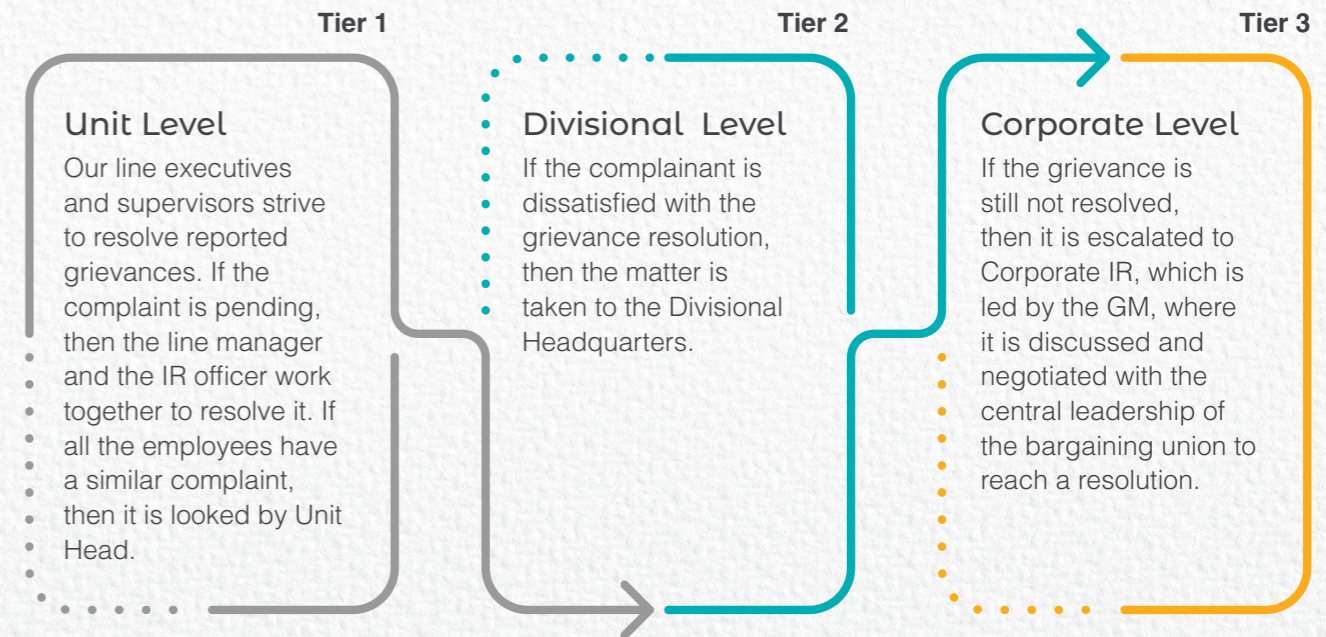 Tier 1
Unit Level
Our line executives
and supervisors strive
to resolve reported
grievances. If the
complaint is pending,
then the line manager
and the IR officer work
together to resolve it. If
all the employees have
a similar complaint,
then it is looked by Unit
Head.
Tier 2
Divisional Level
If the complainant is
dissatisfied with the
grievance resolution,
then the matter is
taken to the Divisional
Headquarters.
Tier 3
Corporate Level
If the grievance is
still not resolved,
then it is escalated to
Corporate IR, which is
led by the GM, where
it is discussed and
negotiated with the
central leadership of
the bargaining union to
reach a resolution.